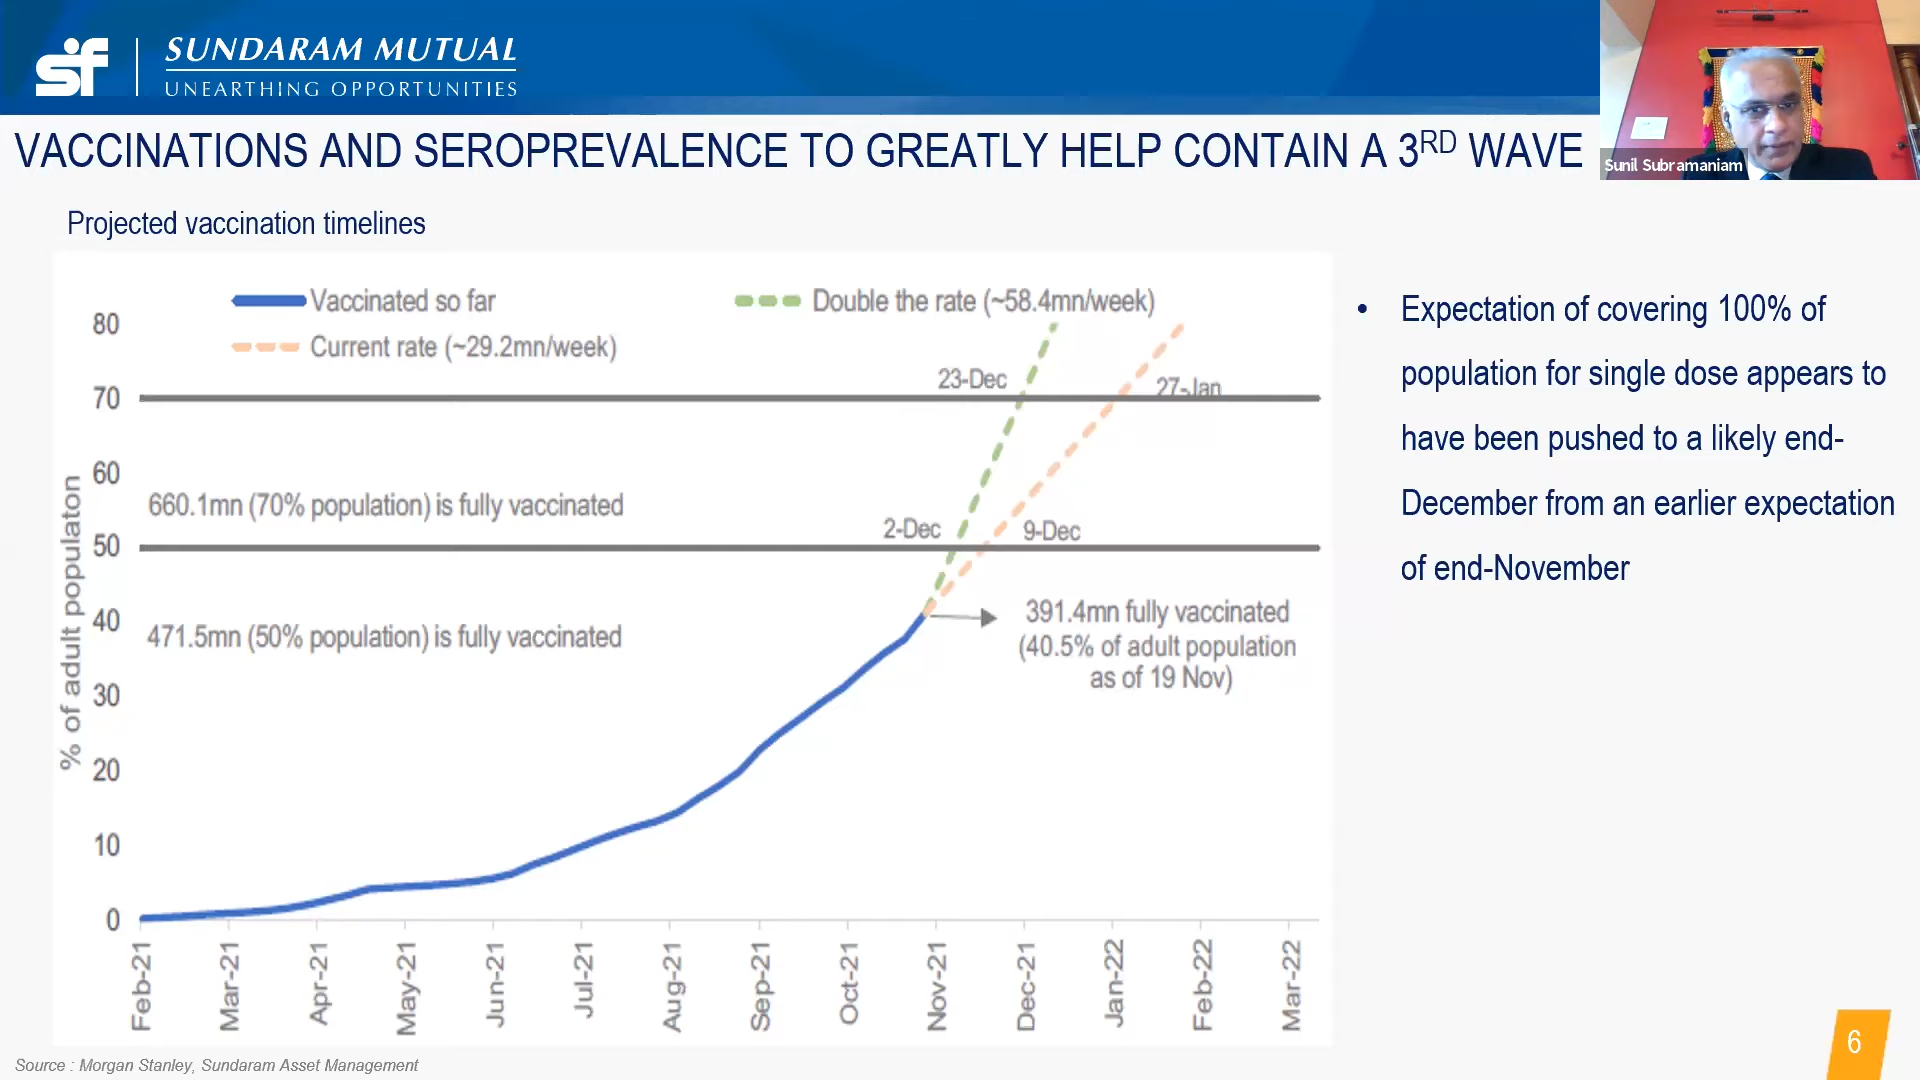 sf
SUNDARAM MUTUAL
UNEARTHING OPPORTUNITIES
Sunil Subramaniam
VACCINATIONS AND SEROPREVALENCE TO GREATLY HELP CONTAIN A 3RD WAVE
Projected vaccination timelines
Vaccinated so far
Double the rate (~58.4mn/week)
Current rate (~29.2mn/week)
% of adult populaton
80
70
60
50
40
30
20
10
0
23-Dec
27-Jan
660.1mn (70% population) is fully vaccinated
2-Dec
9-Dec
471.5mn (50% population) is fully vaccinated
391.4mn fully vaccinated
(40.5% of adult population
as of 19 Nov)
Feb-21
Mar-21
Apr-21
May-21
Jun-21
Jul-21
Aug-21
Sep-21
Oct-21
Nov-21
Dec-21
Jan-22
Feb-22
Mar-22
• Expectation of covering 100% of
population for single dose appears to
have been pushed to a likely end-
December from an earlier expectation
of end-November
Source : Morgan Stanley, Sundaram Asset Management
6